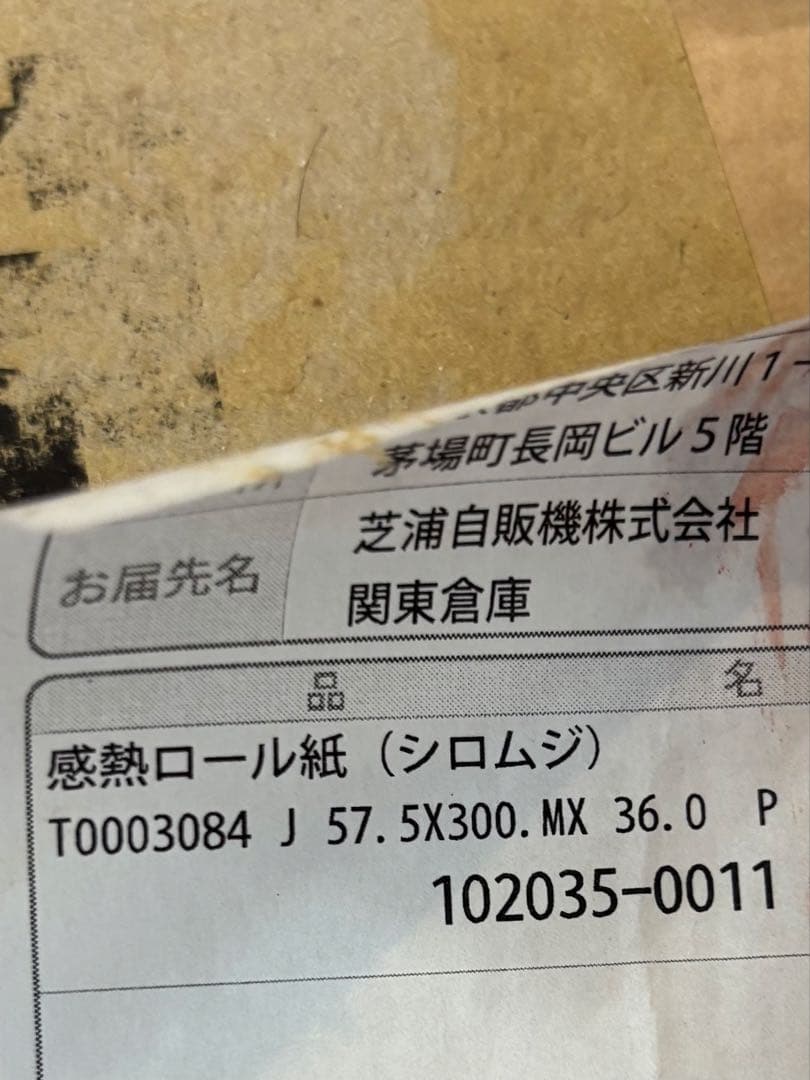 都中央区新川1-
茅場町長岡ビル5階
お届先名
芝浦自販機株式会社
関東倉庫
品 名
感熱ロール紙（シロムジ）
T0003084 J 57.5X300.MX 36.0 P
102035-0011